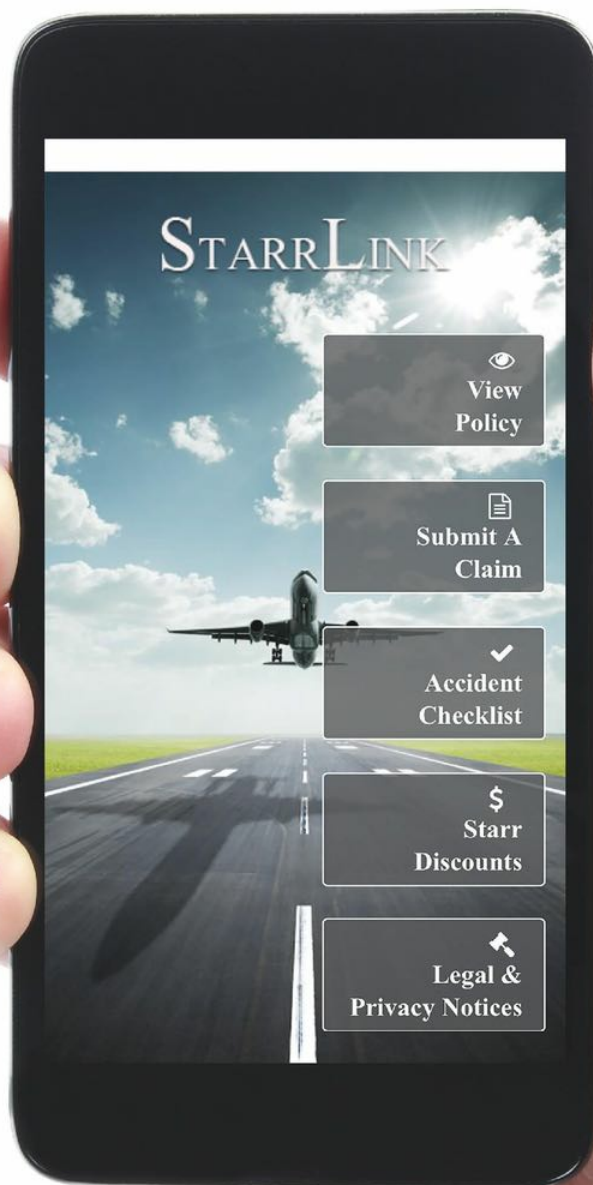 STARRLINK
View
Policy
Submit A
Claim
Accident
Checklist
$
Starr
Discounts
Legal &
Privacy Notices